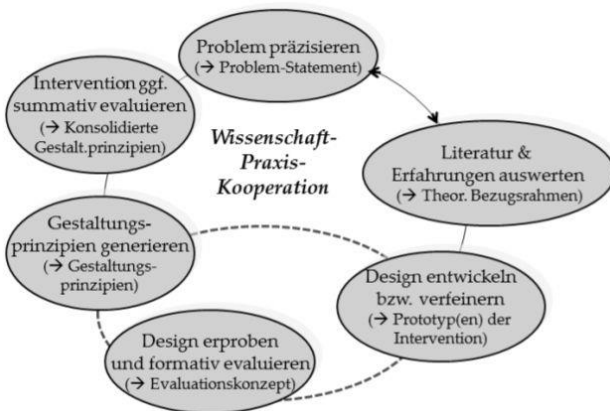 Problem präzisieren
(→ Problem-Statement)
Literatur &
Erfahrungen auswerten
(→ Theor. Bezugsrahmen)
Design entwickeln
bzw. verfeinern
(→ Prototyp(en) der
Intervention)
Design erproben
und formativ evaluieren
(→ Evaluationskonzept)
Gestaltungs-
prinzipien generieren
(→ Gestaltungs-
prinzipien)
Intervention ggf.
summativ evaluieren
(→ Konsolidierte
Gestalt.prinzipien)
Wissenschaft-
Praxis-
Kooperation